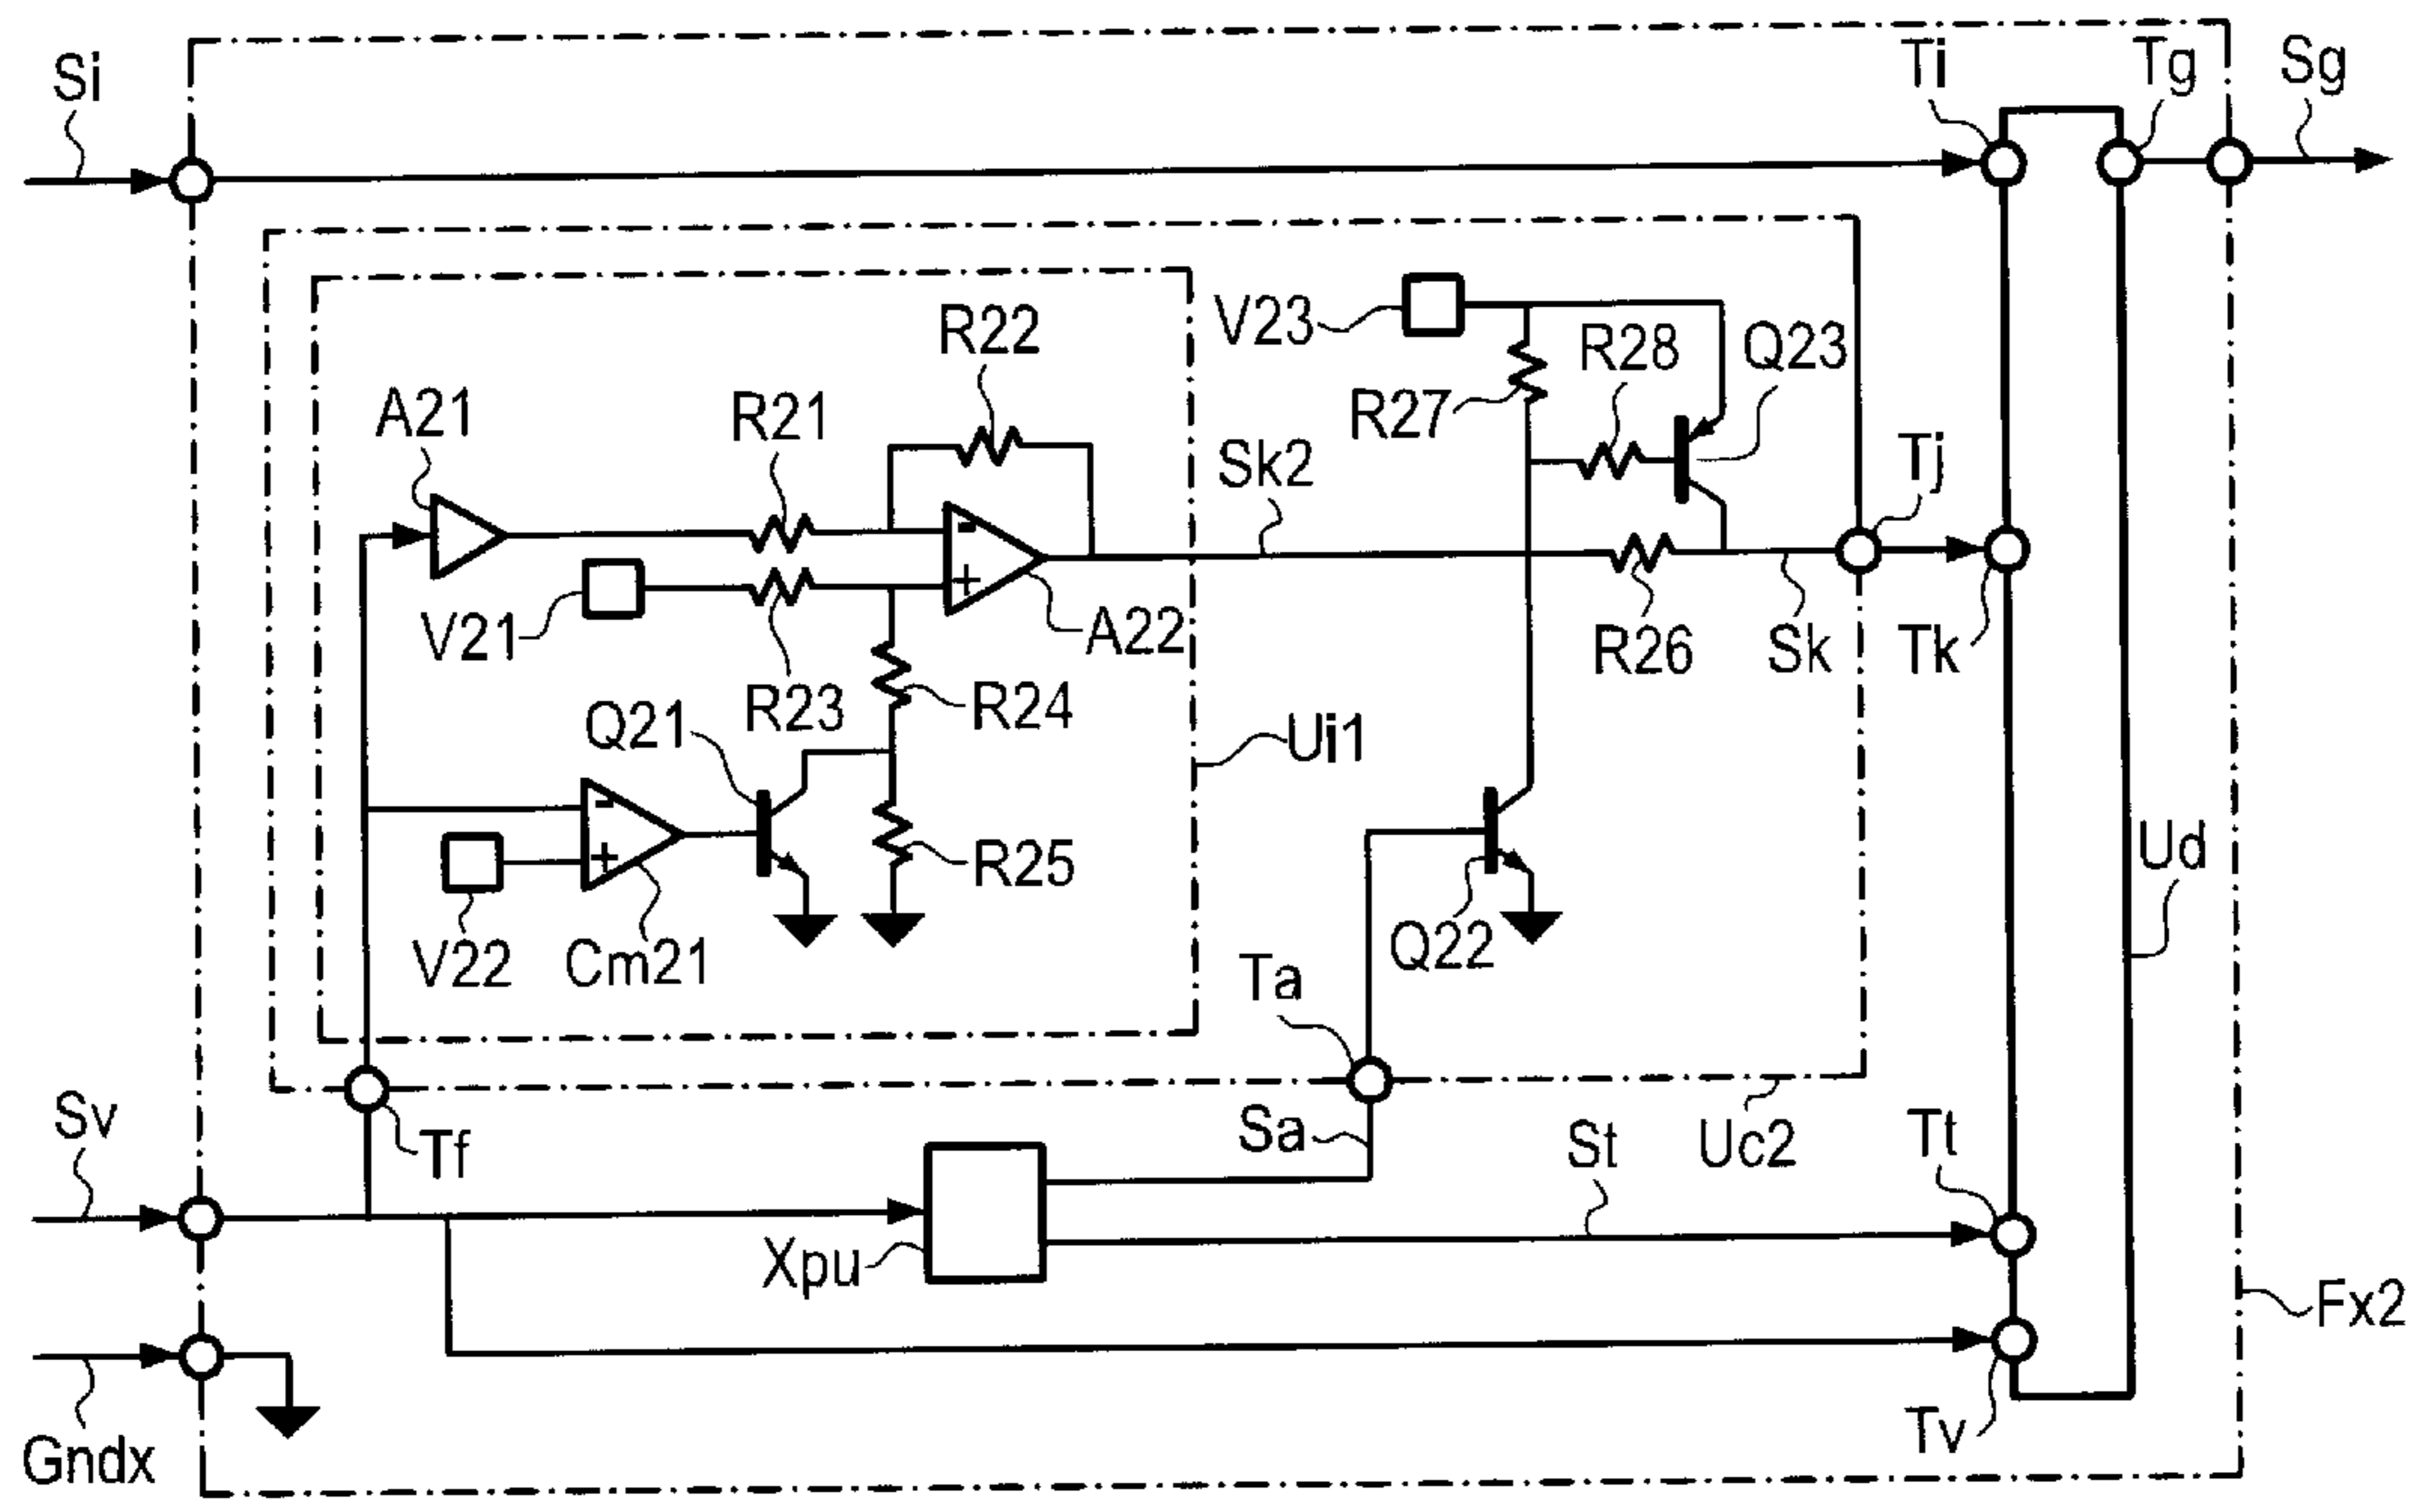 Si
Ti
Tg
Sg
V23
R22
R28
Q23
R27
A21
R21
Sk2
Tj
V21
A22
R26
Sk
Tk
R23
R24
Q21
Ui1
Ud
R25
V22
Cm21
Q22
Ta
Sv
Tf
Sa
St
Uc2
Tt
Xpu
Fx2
Tv
Gndx
-
+
-
+